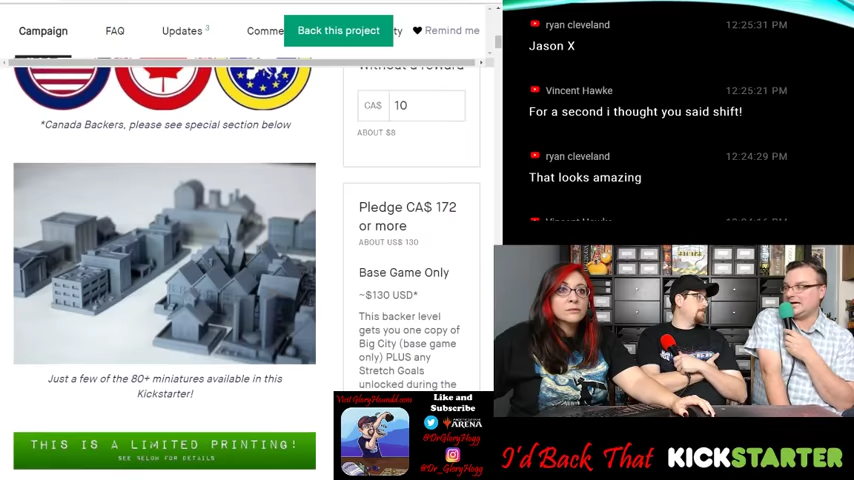 Campaign
FAQ
Updates 3
Comme
Back this project
ty
Remind me
*Canada Backers, please see special section below
Without a reward
CA$ 10
ABOUT $8
Pledge CA$ 172
or more
ABOUT US$ 130
Base Game Only
~$130 USD*
This backer level
gets you one copy of
Big City (base game
only) PLUS any
Stretch Goals
unlocked during the
Just a few of the 80+ miniatures available in this
Kickstarter!
THIS IS A LIMITED PRINTING!
SEE BELOW FOR DETAILS
ryan cleveland 12:25:31 PM
Jason X
Vincent Hawke 12:25:21 PM
For a second i thought you said shift!
ryan cleveland 12:24:29 PM
That looks amazing
Visit GloryHoundd.com
Like and
Subscribe
ARENA
@DrGloryHogg
@Dr_GloryHogg
I'd Back That KICKSTARTER